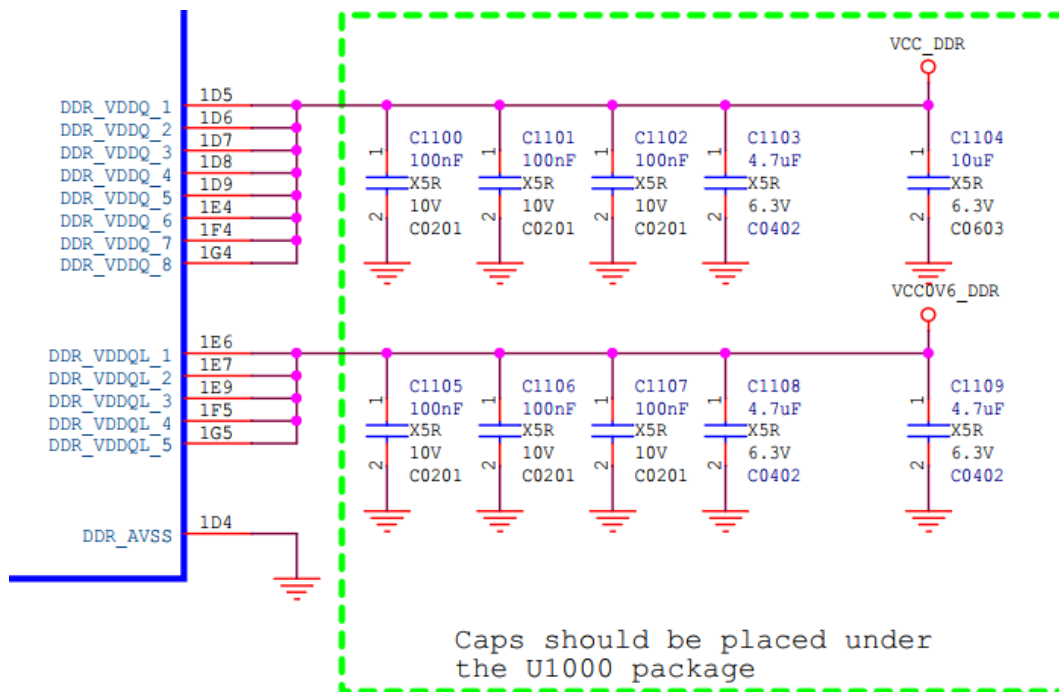 VCC_DDR
DDR_VDDQ_1 1D5
DDR_VDDQ_2 1D6
DDR_VDDQ_3 1D7
DDR_VDDQ_4 1D8
DDR_VDDQ_5 1D9
DDR_VDDQ_6 1E4
DDR_VDDQ_7 1F4
DDR_VDDQ_8 1G4
1 C1100
100nF
X5R
10V
2 C0201
1 C1101
100nF
X5R
10V
2 C0201
1 C1102
100nF
X5R
10V
2 C0201
1 C1103
4.7uF
X5R
6.3V
2 C0402
1 C1104
10uF
X5R
6.3V
2 C0603
VCC0V6_DDR
DDR_VDDQL_1 1E6
DDR_VDDQL_2 1E7
DDR_VDDQL_3 1E9
DDR_VDDQL_4 1F5
DDR_VDDQL_5 1G5
1 C1105
100nF
X5R
10V
2 C0201
1 C1106
100nF
X5R
10V
2 C0201
1 C1107
100nF
X5R
10V
2 C0201
1 C1108
4.7uF
X5R
6.3V
2 C0402
1 C1109
4.7uF
X5R
6.3V
2 C0402
DDR_AVSS 1D4
Caps should be placed under
the U1000 package